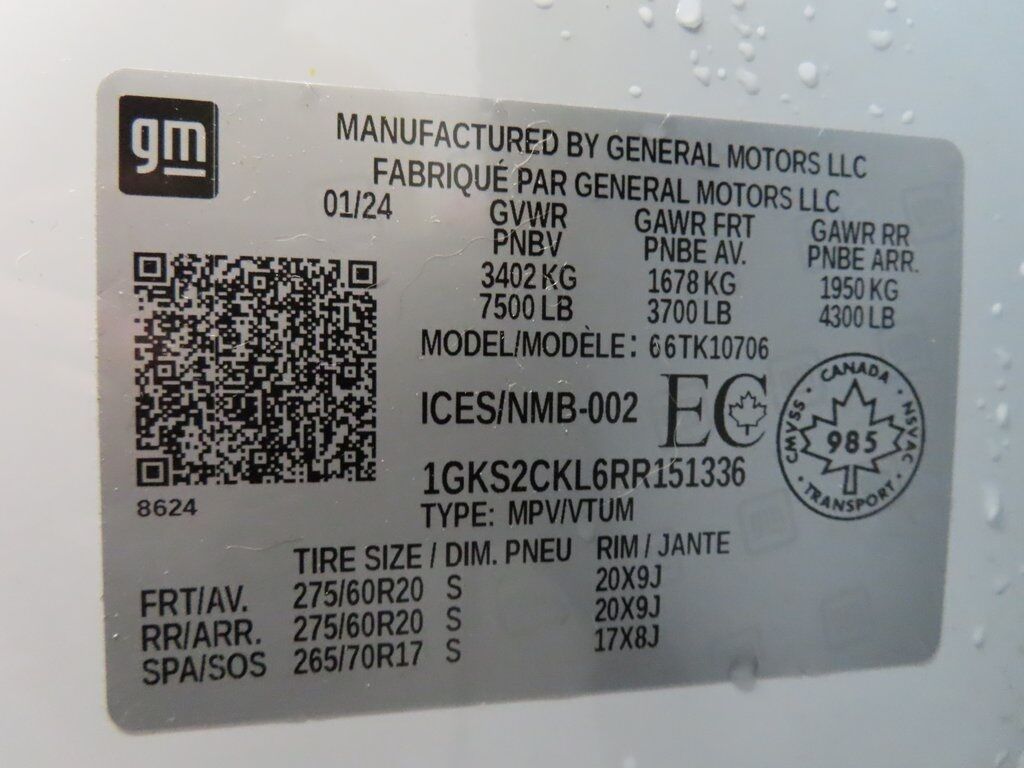 gm
MANUFACTURED BY GENERAL MOTORS LLC
FABRIQUÉ PAR GENERAL MOTORS LLC
01/24 GVWR GAWR FRT GAWR RR
PNBV PNBE AV. PNBE ARR.
3402 KG 1678 KG 1950 KG
7500 LB 3700 LB 4300 LB
MODEL/MODÈLE: 66TK10706
ICES/NMB-002 EC
CANADA
CMVSS 985 NSVAC
TRANSPORT
1GKS2CKL6RR151336
8624
TYPE: MPV/VTUM
TIRE SIZE / DIM. PNEU RIM / JANTE
FRT/AV. 275/60R20 S 20X9J
RR/ARR. 275/60R20 S 20X9J
SPA/SOS 265/70R17 S 17X8J